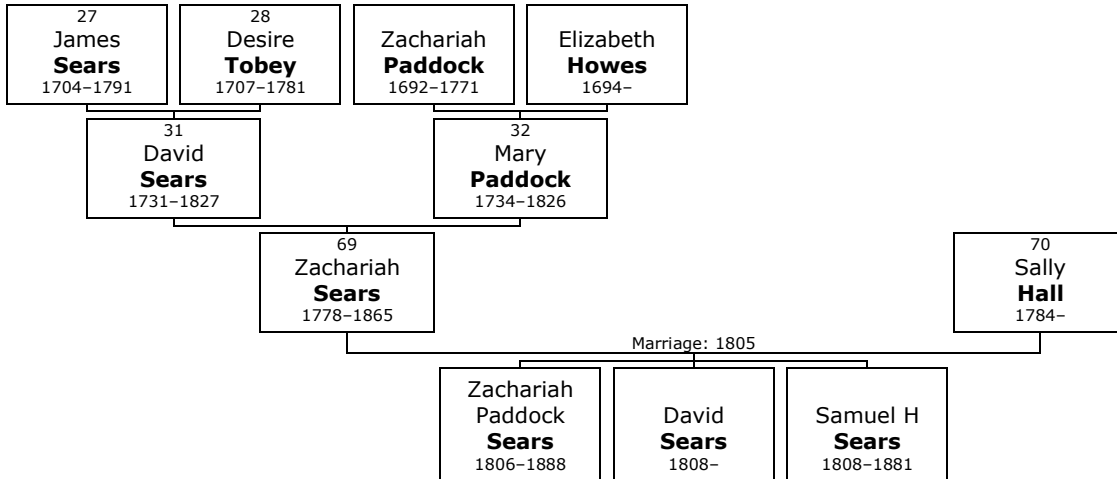 27
James
Sears
1704–1791
28
Desire
Tobey
1707–1781
Zachariah
Paddock
1692–1771
Elizabeth
Howes
1694–
31
David
Sears
1731–1827
32
Mary
Paddock
1734–1826
69
Zachariah
Sears
1778–1865
70
Sally
Hall
1784–
Marriage: 1805
Zachariah
Paddock
Sears
1806–1888
David
Sears
1808–
Samuel H
Sears
1808–1881